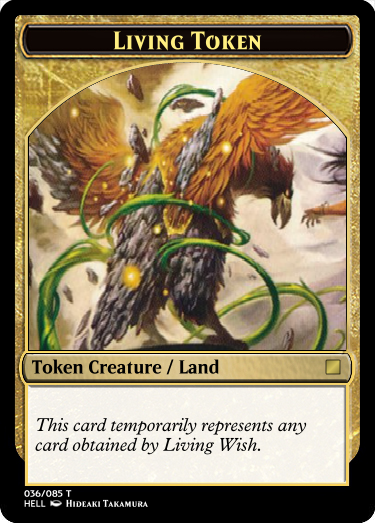 LIVING TOKEN
Token Creature / Land
This card temporarily represents any
card obtained by Living Wish.
036/085 T
HELL HIDEAKI TAKAMURA